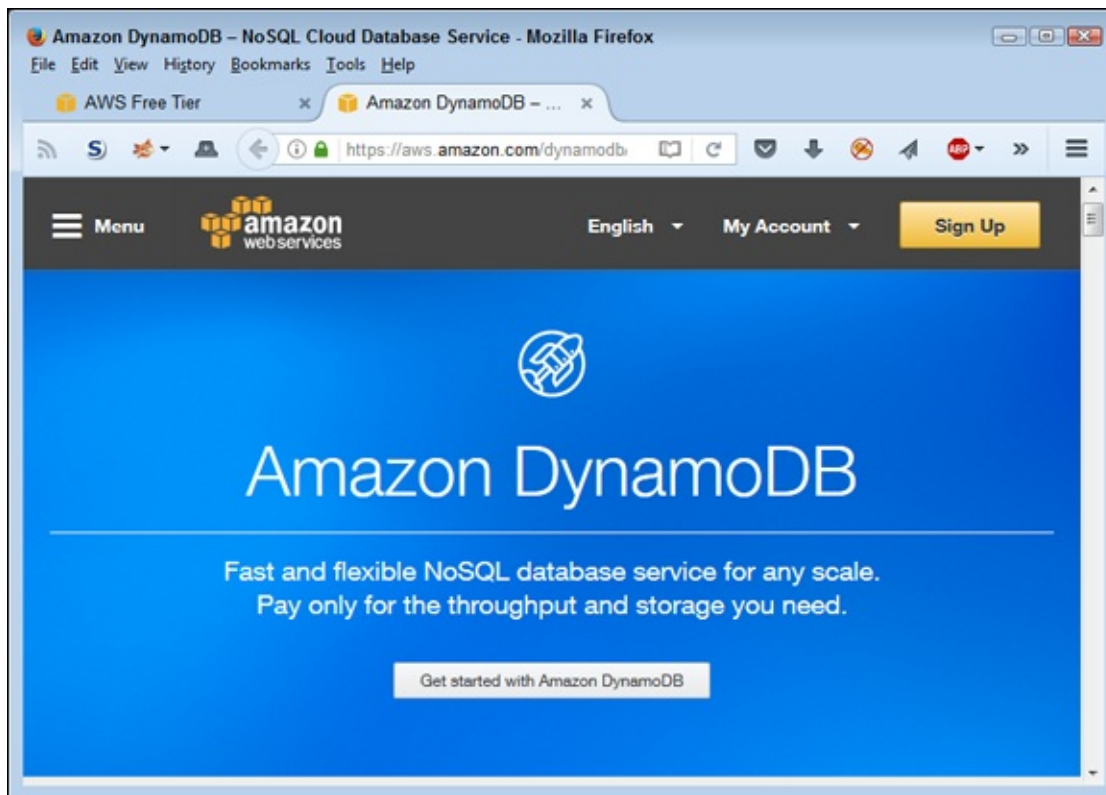 Amazon DynamoDB – NoSQL Cloud Database Service - Mozilla Firefox
File Edit View History Bookmarks Tools Help
AWS Free Tier
Amazon DynamoDB – ...
S)
https://aws.amazon.com/dynamodb/
ABP
Menu
amazon
webservices
English
My Account
Sign Up
Amazon DynamoDB
Fast and flexible NoSQL database service for any scale.
Pay only for the throughput and storage you need.
Get started with Amazon DynamoDB